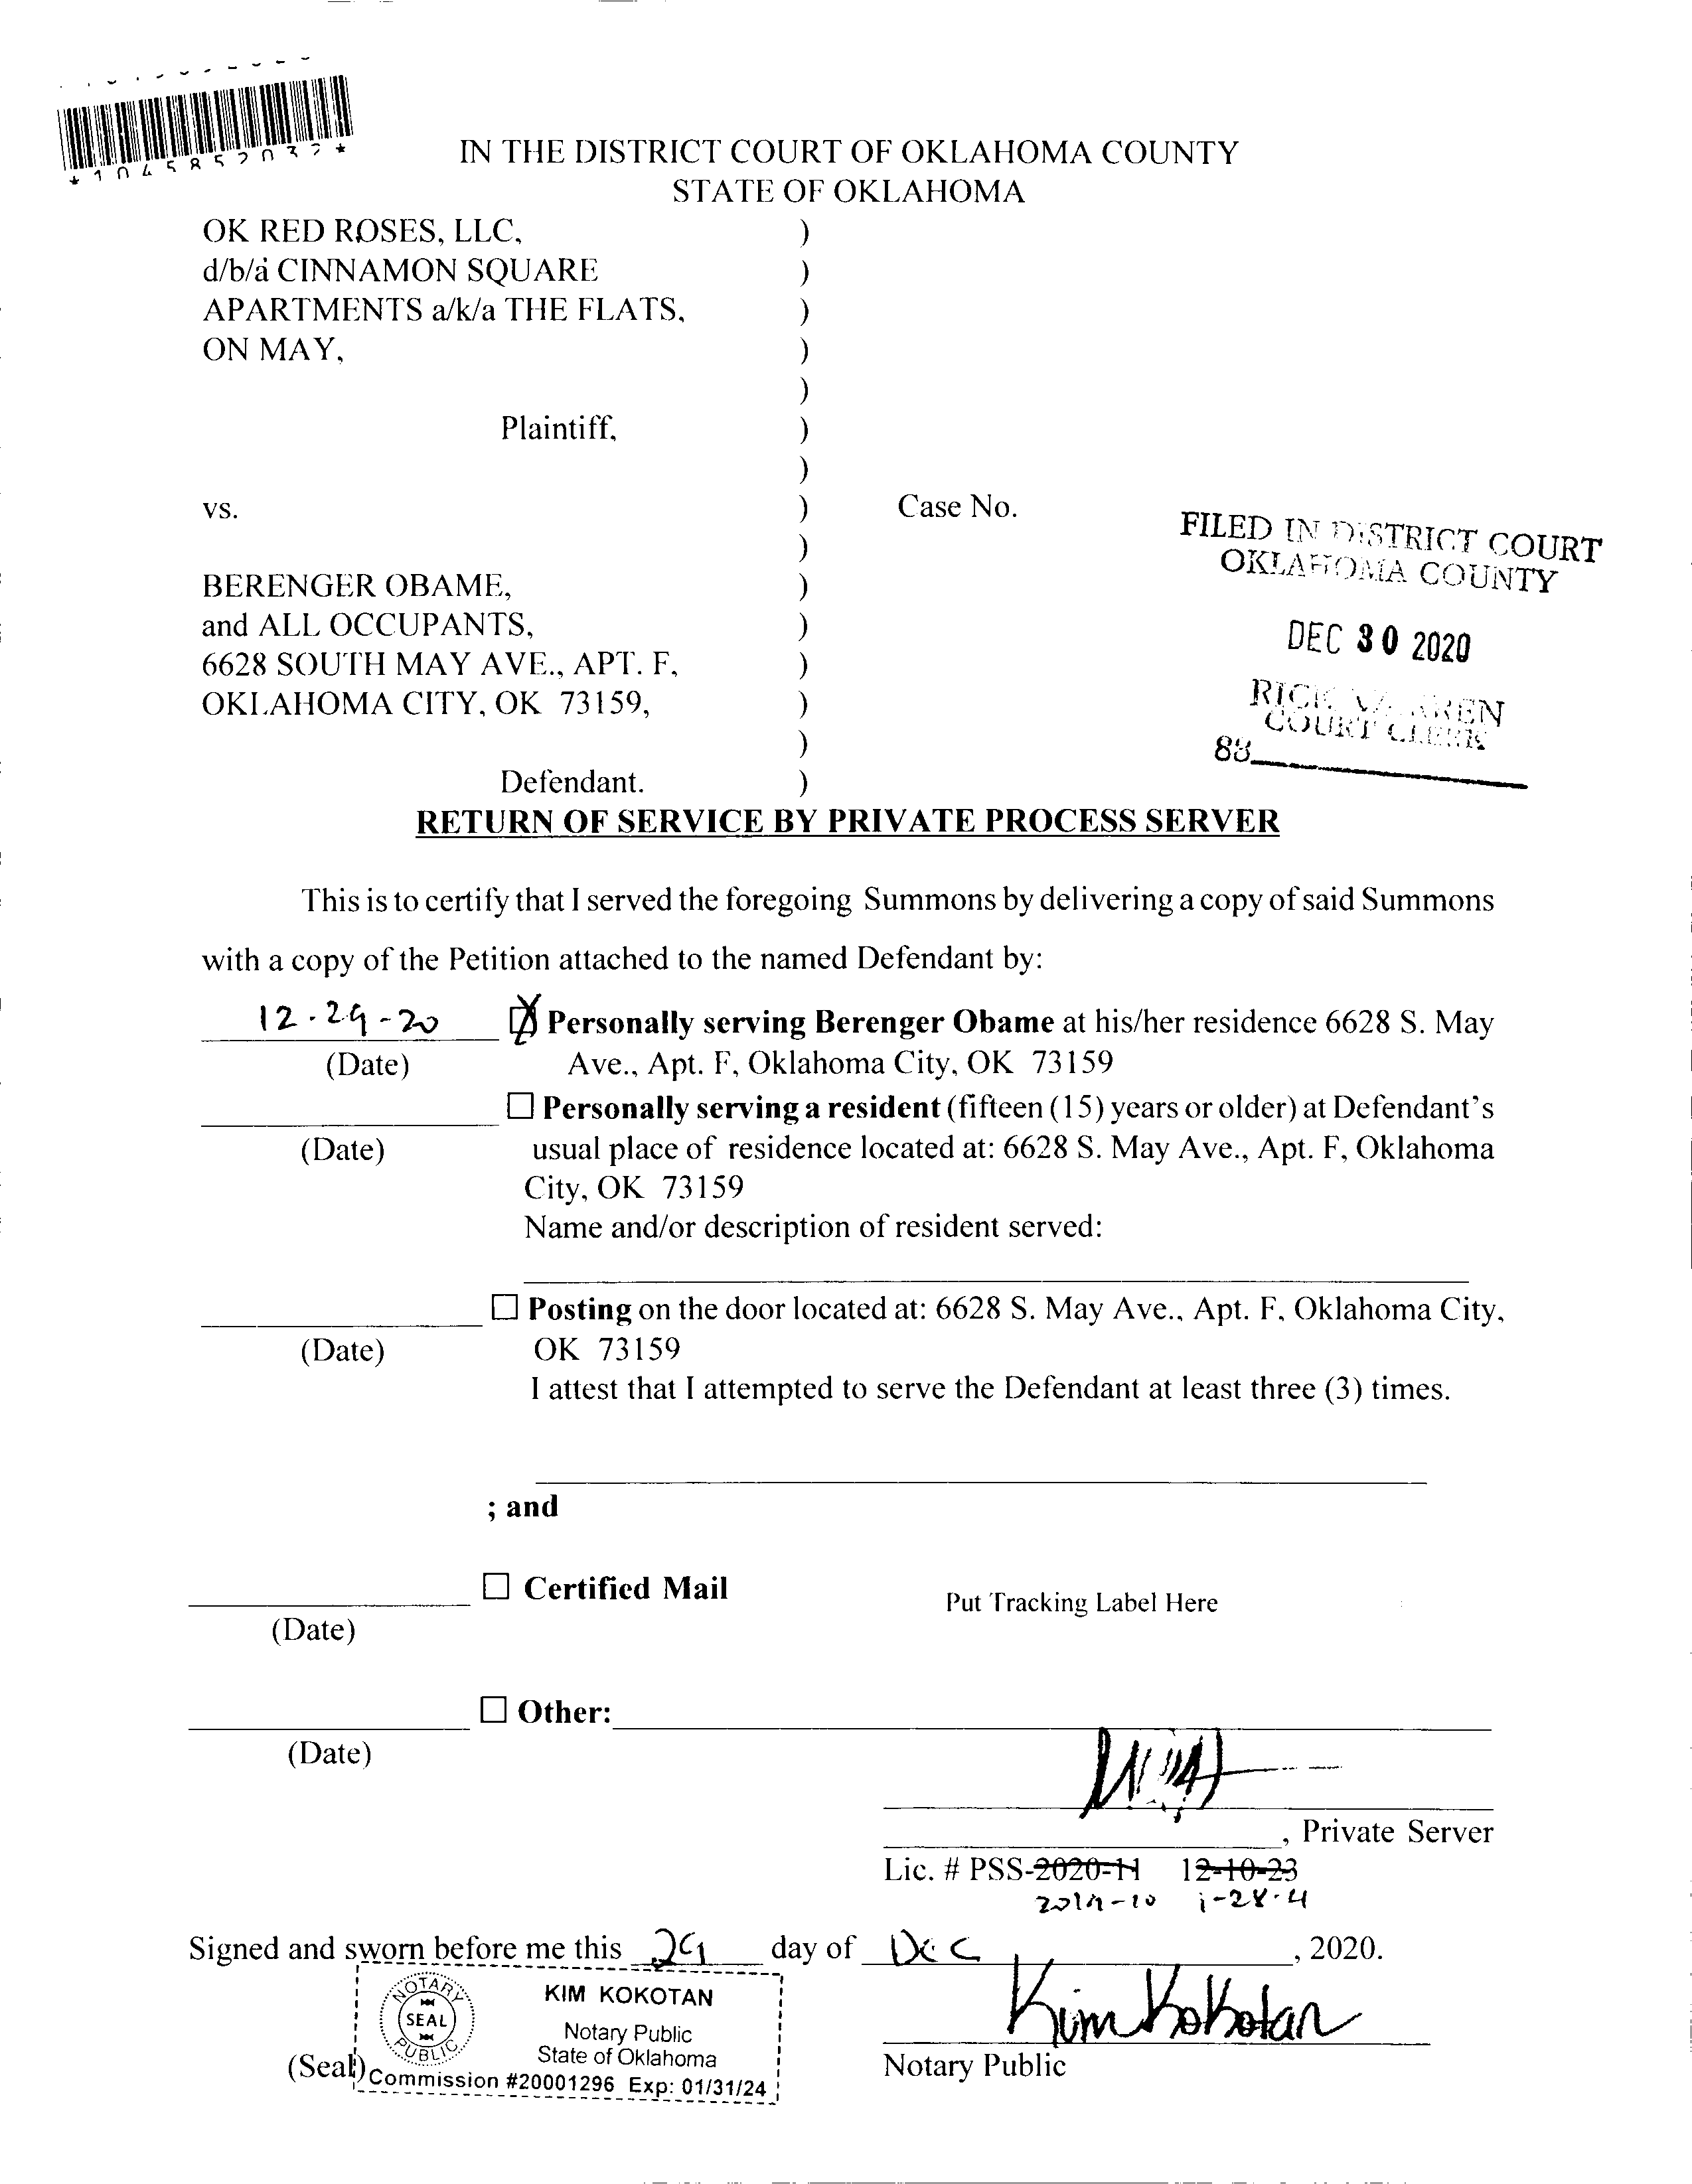 *1045852032*
IN THE DISTRICT COURT OF OKLAHOMA COUNTY
STATE OF OKLAHOMA
OK RED ROSES, LLC, )
d/b/a CINNAMON SQUARE )
APARTMENTS a/k/a THE FLATS, )
ON MAY, )
)
Plaintiff, )
)
vs. ) Case No.
)
BERENGER OBAME, )
and ALL OCCUPANTS, )
6628 SOUTH MAY AVE., APT. F, )
OKLAHOMA CITY, OK 73159, )
)
Defendant. )
FILED IN DISTRICT COURT
OKLAHOMA COUNTY
DEC 30 2020
RICK WARREN
COURT CLERK
RETURN OF SERVICE BY PRIVATE PROCESS SERVER
This is to certify that I served the foregoing Summons by delivering a copy of said Summons
with a copy of the Petition attached to the named Defendant by:
12-29-20 Personally serving Berenger Obame at his/her residence 6628 S. May
(Date) Ave., Apt. F, Oklahoma City, OK 73159
☐ Personally serving a resident (fifteen (15) years or older) at Defendant's
(Date) usual place of residence located at: 6628 S. May Ave., Apt. F, Oklahoma
City, OK 73159
Name and/or description of resident served:
☐ Posting on the door located at: 6628 S. May Ave., Apt. F, Oklahoma City,
(Date) OK 73159
I attest that I attempted to serve the Defendant at least three (3) times.
; and
☐ Certified Mail Put Tracking Label Here
(Date)
☐ Other:
(Date)
, Private Server
Lic. # PSS-2020-11 12-10-23
Signed and sworn before me this 29 day of Dec, 2020.
NOTARY PUBLIC SEAL
KIM KOKOTAN
Notary Public
State of Oklahoma
Commission #20001296 Exp: 01/31/24
(Seal)
Kim Kokotan
Notary Public